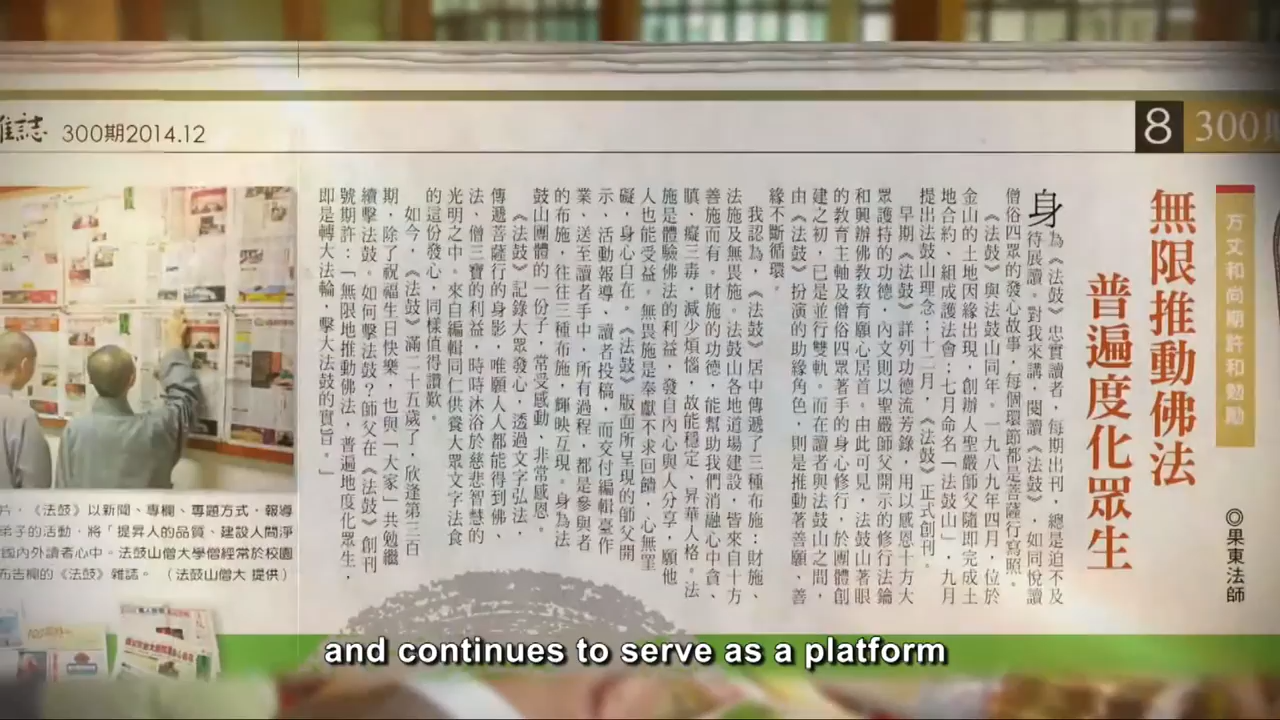 雜誌 300期2014.12
8 300期
方丈和尚期許和勉勵
無限推動佛法
普遍度化眾生
◎果東法師
身為《法鼓》忠實讀者，每期出刊，總是迫不及
待展讀。對我來講，閱讀《法鼓》，如同悅讀
僧俗四眾的發心故事，每個環節都是菩薩行寫照。
《法鼓》與法鼓山同年。一九八九年四月，位於
金山的土地因緣出現，創辦人聖嚴師父隨即完成土
地合約、組成護法會；七月命名「法鼓山」，九月
提出法鼓山理念；十二月，《法鼓》正式創刊。
早期《法鼓》詳列功德流芳錄，用以感恩十方大
眾護持的功德，內文則以聖嚴師父開示的修行法鑰
和興辦佛教教育願心居首。由此可見，法鼓山著眼
的教育主軸及僧俗四眾著手的身心修行，於團體創
建之初，已是並行雙軌。而在讀者與法鼓山之間，
由《法鼓》扮演的助緣角色，則是推動著善願、善
緣不斷循環。
我認為，《法鼓》居中傳遞了三種布施：財施、
法施及無畏施。法鼓山各地道場建設，皆來自十方
善施而有。財施的功德，能幫助我們消融心中貪、
瞋、癡三毒，減少煩惱，故能穩定、昇華人格。法
施是體驗佛法的利益，發自內心與人分享，願他
人也能受益。無畏施是奉獻不求回饋，心無罣
礙，身心自在。《法鼓》版面所呈現的師父開
示、活動報導、讀者投稿，而交付編輯臺作
業、送至讀者手中，所有過程，都是參與者
的布施，往往三種布施，輝映互現。身為法
鼓山團體的一份子，常受感動，非常感恩。
《法鼓》記錄大眾發心，透過文字弘法，
傳遞菩薩行的身影，唯願人人都能得到佛、
法、僧三寶的利益，時時沐浴於慈悲智慧的
光明之中。來自編輯同仁供養大眾文字法食
的這份發心，同樣值得讚歎。
如今，《法鼓》滿二十五歲了，欣逢第三百
期，除了祝福生日快樂，也與「大家」共勉繼
續擊法鼓。如何擊法鼓？師父在《法鼓》創刊
號期許：「無限地推動佛法，普遍地度化眾生，
即是轉大法輪，擊大法鼓的實旨。」
片，《法鼓》以新聞、專欄、專題方式，報導
弟子的活動，將「提昇人的品質，建設人間淨
國內外讀者心中。法鼓山僧大學僧經常於校園
布告欄的《法鼓》雜誌。（法鼓山僧大 提供）
and continues to serve as a platform